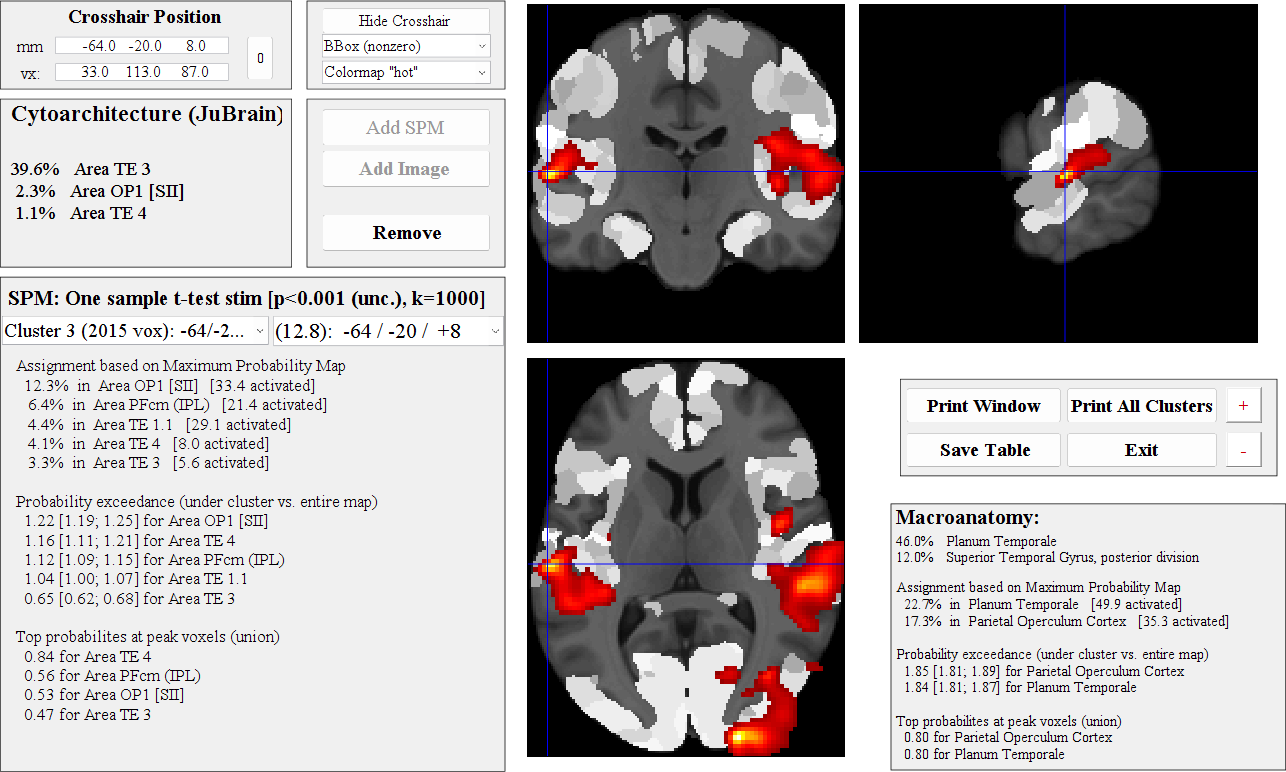 Crosshair Position
mm -64.0 -20.0 8.0
vx: 33.0 113.0 87.0
0
Hide Crosshair
BBox (nonzero)
Colormap "hot"
Cytoarchitecture (JuBrain)
39.6% Area TE 3
2.3% Area OP1 [SII]
1.1% Area TE 4
Add SPM
Add Image
Remove
SPM: One sample t-test stim [p<0.001 (unc.), k=1000]
Cluster 3 (2015 vox): -64/-2... (12.8): -64 / -20 / +8
Assignment based on Maximum Probability Map
12.3% in Area OP1 [SII] [33.4 activated]
6.4% in Area PFcm (IPL) [21.4 activated]
4.4% in Area TE 1.1 [29.1 activated]
4.1% in Area TE 4 [8.0 activated]
3.3% in Area TE 3 [5.6 activated]
Probability exceedance (under cluster vs. entire map)
1.22 [1.19; 1.25] for Area OP1 [SII]
1.16 [1.11; 1.21] for Area TE 4
1.12 [1.09; 1.15] for Area PFcm (IPL)
1.04 [1.00; 1.07] for Area TE 1.1
0.65 [0.62; 0.68] for Area TE 3
Top probabilites at peak voxels (union)
0.84 for Area TE 4
0.56 for Area PFcm (IPL)
0.53 for Area OP1 [SII]
0.47 for Area TE 3
Print Window Print All Clusters +
Save Table Exit -
Macroanatomy:
46.0% Planum Temporale
12.0% Superior Temporal Gyrus, posterior division
Assignment based on Maximum Probability Map
22.7% in Planum Temporale [49.9 activated]
17.3% in Parietal Operculum Cortex [35.3 activated]
Probability exceedance (under cluster vs. entire map)
1.85 [1.81; 1.89] for Parietal Operculum Cortex
1.84 [1.81; 1.87] for Planum Temporale
Top probabilites at peak voxels (union)
0.80 for Parietal Operculum Cortex
0.80 for Planum Temporale